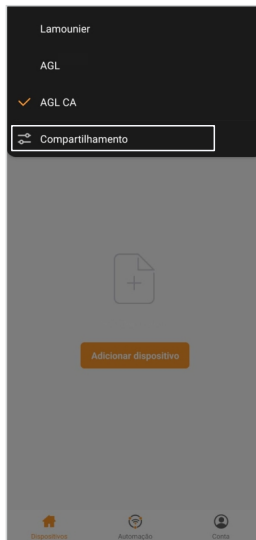 Lamounier
AGL
AGL CA
Compartilhamento
Adicionar dispositivo
Dispositivos
Automação
Conta